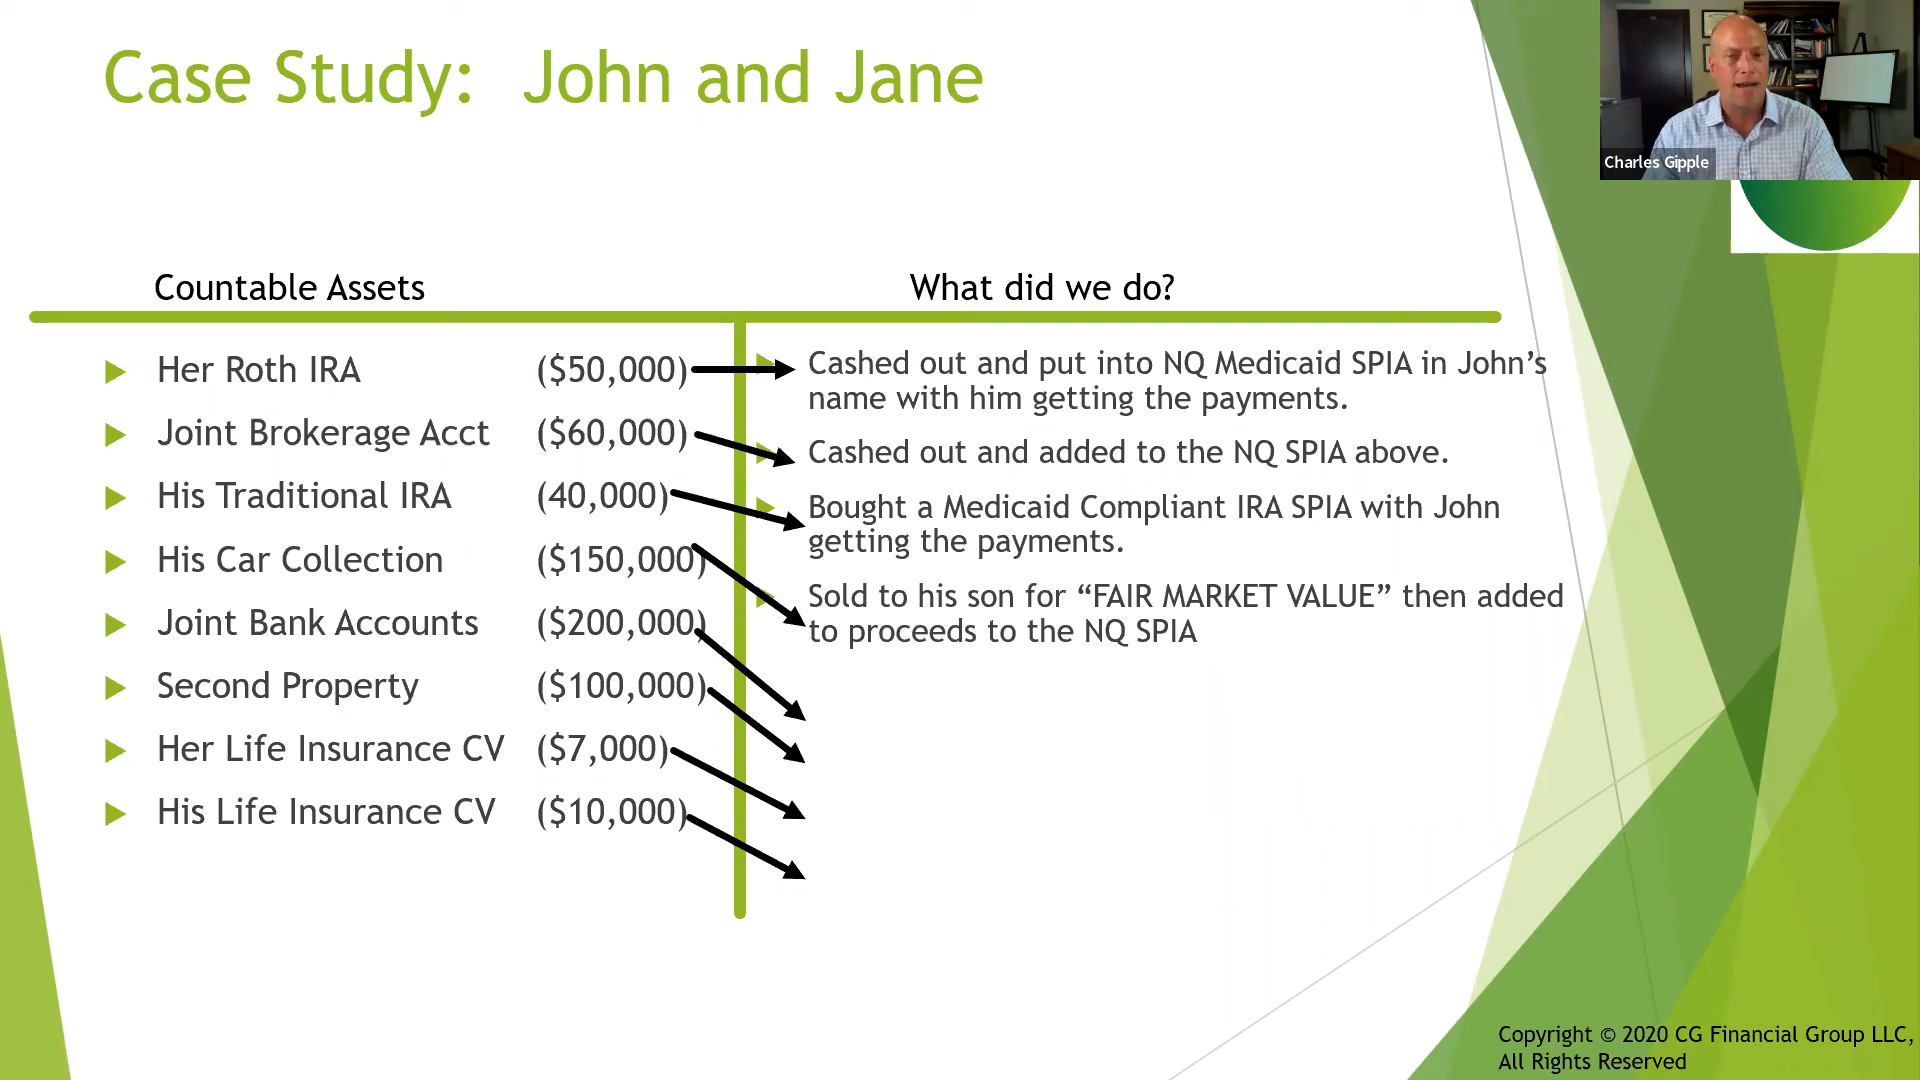 Case Study: John and Jane
Charles Gipple
Countable Assets
What did we do?
Her Roth IRA ($50,000)
Joint Brokerage Acct ($60,000)
His Traditional IRA (40,000)
His Car Collection ($150,000)
Joint Bank Accounts ($200,000)
Second Property ($100,000)
Her Life Insurance CV ($7,000)
His Life Insurance CV ($10,000)
Cashed out and put into NQ Medicaid SPIA in John’s
name with him getting the payments.
Cashed out and added to the NQ SPIA above.
Bought a Medicaid Compliant IRA SPIA with John
getting the payments.
Sold to his son for “FAIR MARKET VALUE” then added
to proceeds to the NQ SPIA
Copyright © 2020 CG Financial Group LLC,
All Rights Reserved